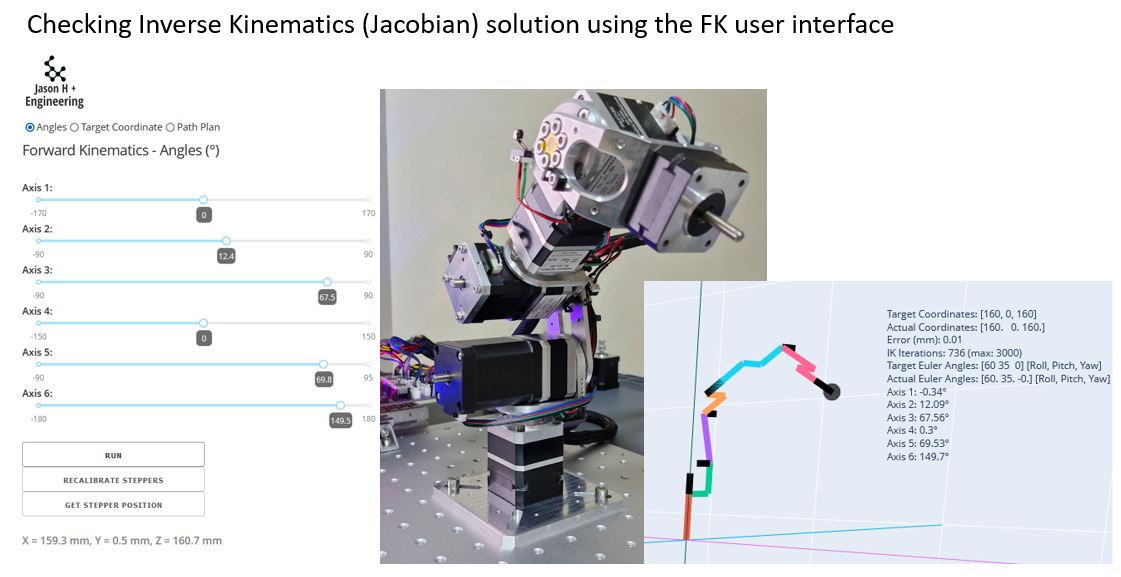 Checking Inverse Kinematics (Jacobian) solution using the FK user interface
Jason H +
Engineering
Angles Target Coordinate Path Plan
Forward Kinematics - Angles (°)
Axis 1:
-170 0 170
Axis 2:
-90 12.4 90
Axis 3:
-90 67.5 90
Axis 4:
-150 0 150
Axis 5:
-90 69.8 95
Axis 6:
-180 149.5 180
RUN
RECALIBRATE STEPPERS
GET STEPPER POSITION
X = 159.3 mm, Y = 0.5 mm, Z = 160.7 mm
Target Coordinates: [160, 0, 160]
Actual Coordinates: [160. 0. 160.]
Error (mm): 0.01
IK Iterations: 736 (max: 3000)
Target Euler Angles: [60 35 0] [Roll, Pitch, Yaw]
Actual Euler Angles: [60. 35. -0.] [Roll, Pitch, Yaw]
Axis 1: -0.34°
Axis 2: 12.09°
Axis 3: 67.56°
Axis 4: 0.3°
Axis 5: 69.53°
Axis 6: 149.7°